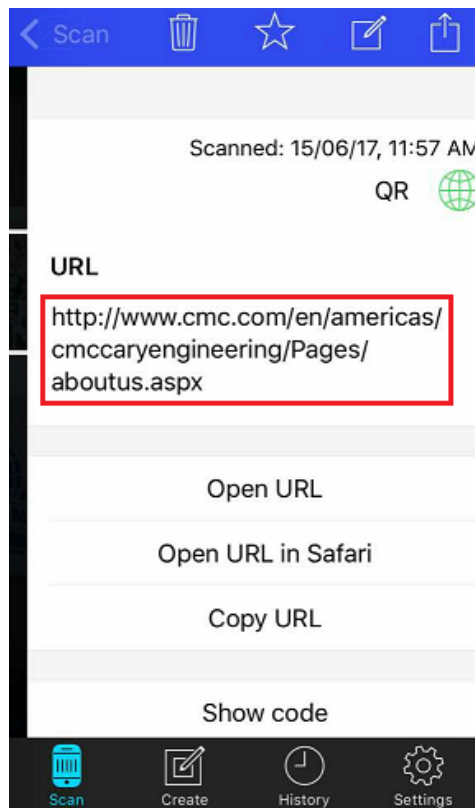 Scan
Scanned: 15/06/17, 11:57 AM
QR
URL
http://www.cmc.com/en/americas/
cmccaryengineering/Pages/
aboutus.aspx
Open URL
Open URL in Safari
Copy URL
Show code
Scan
Create
History
Settings